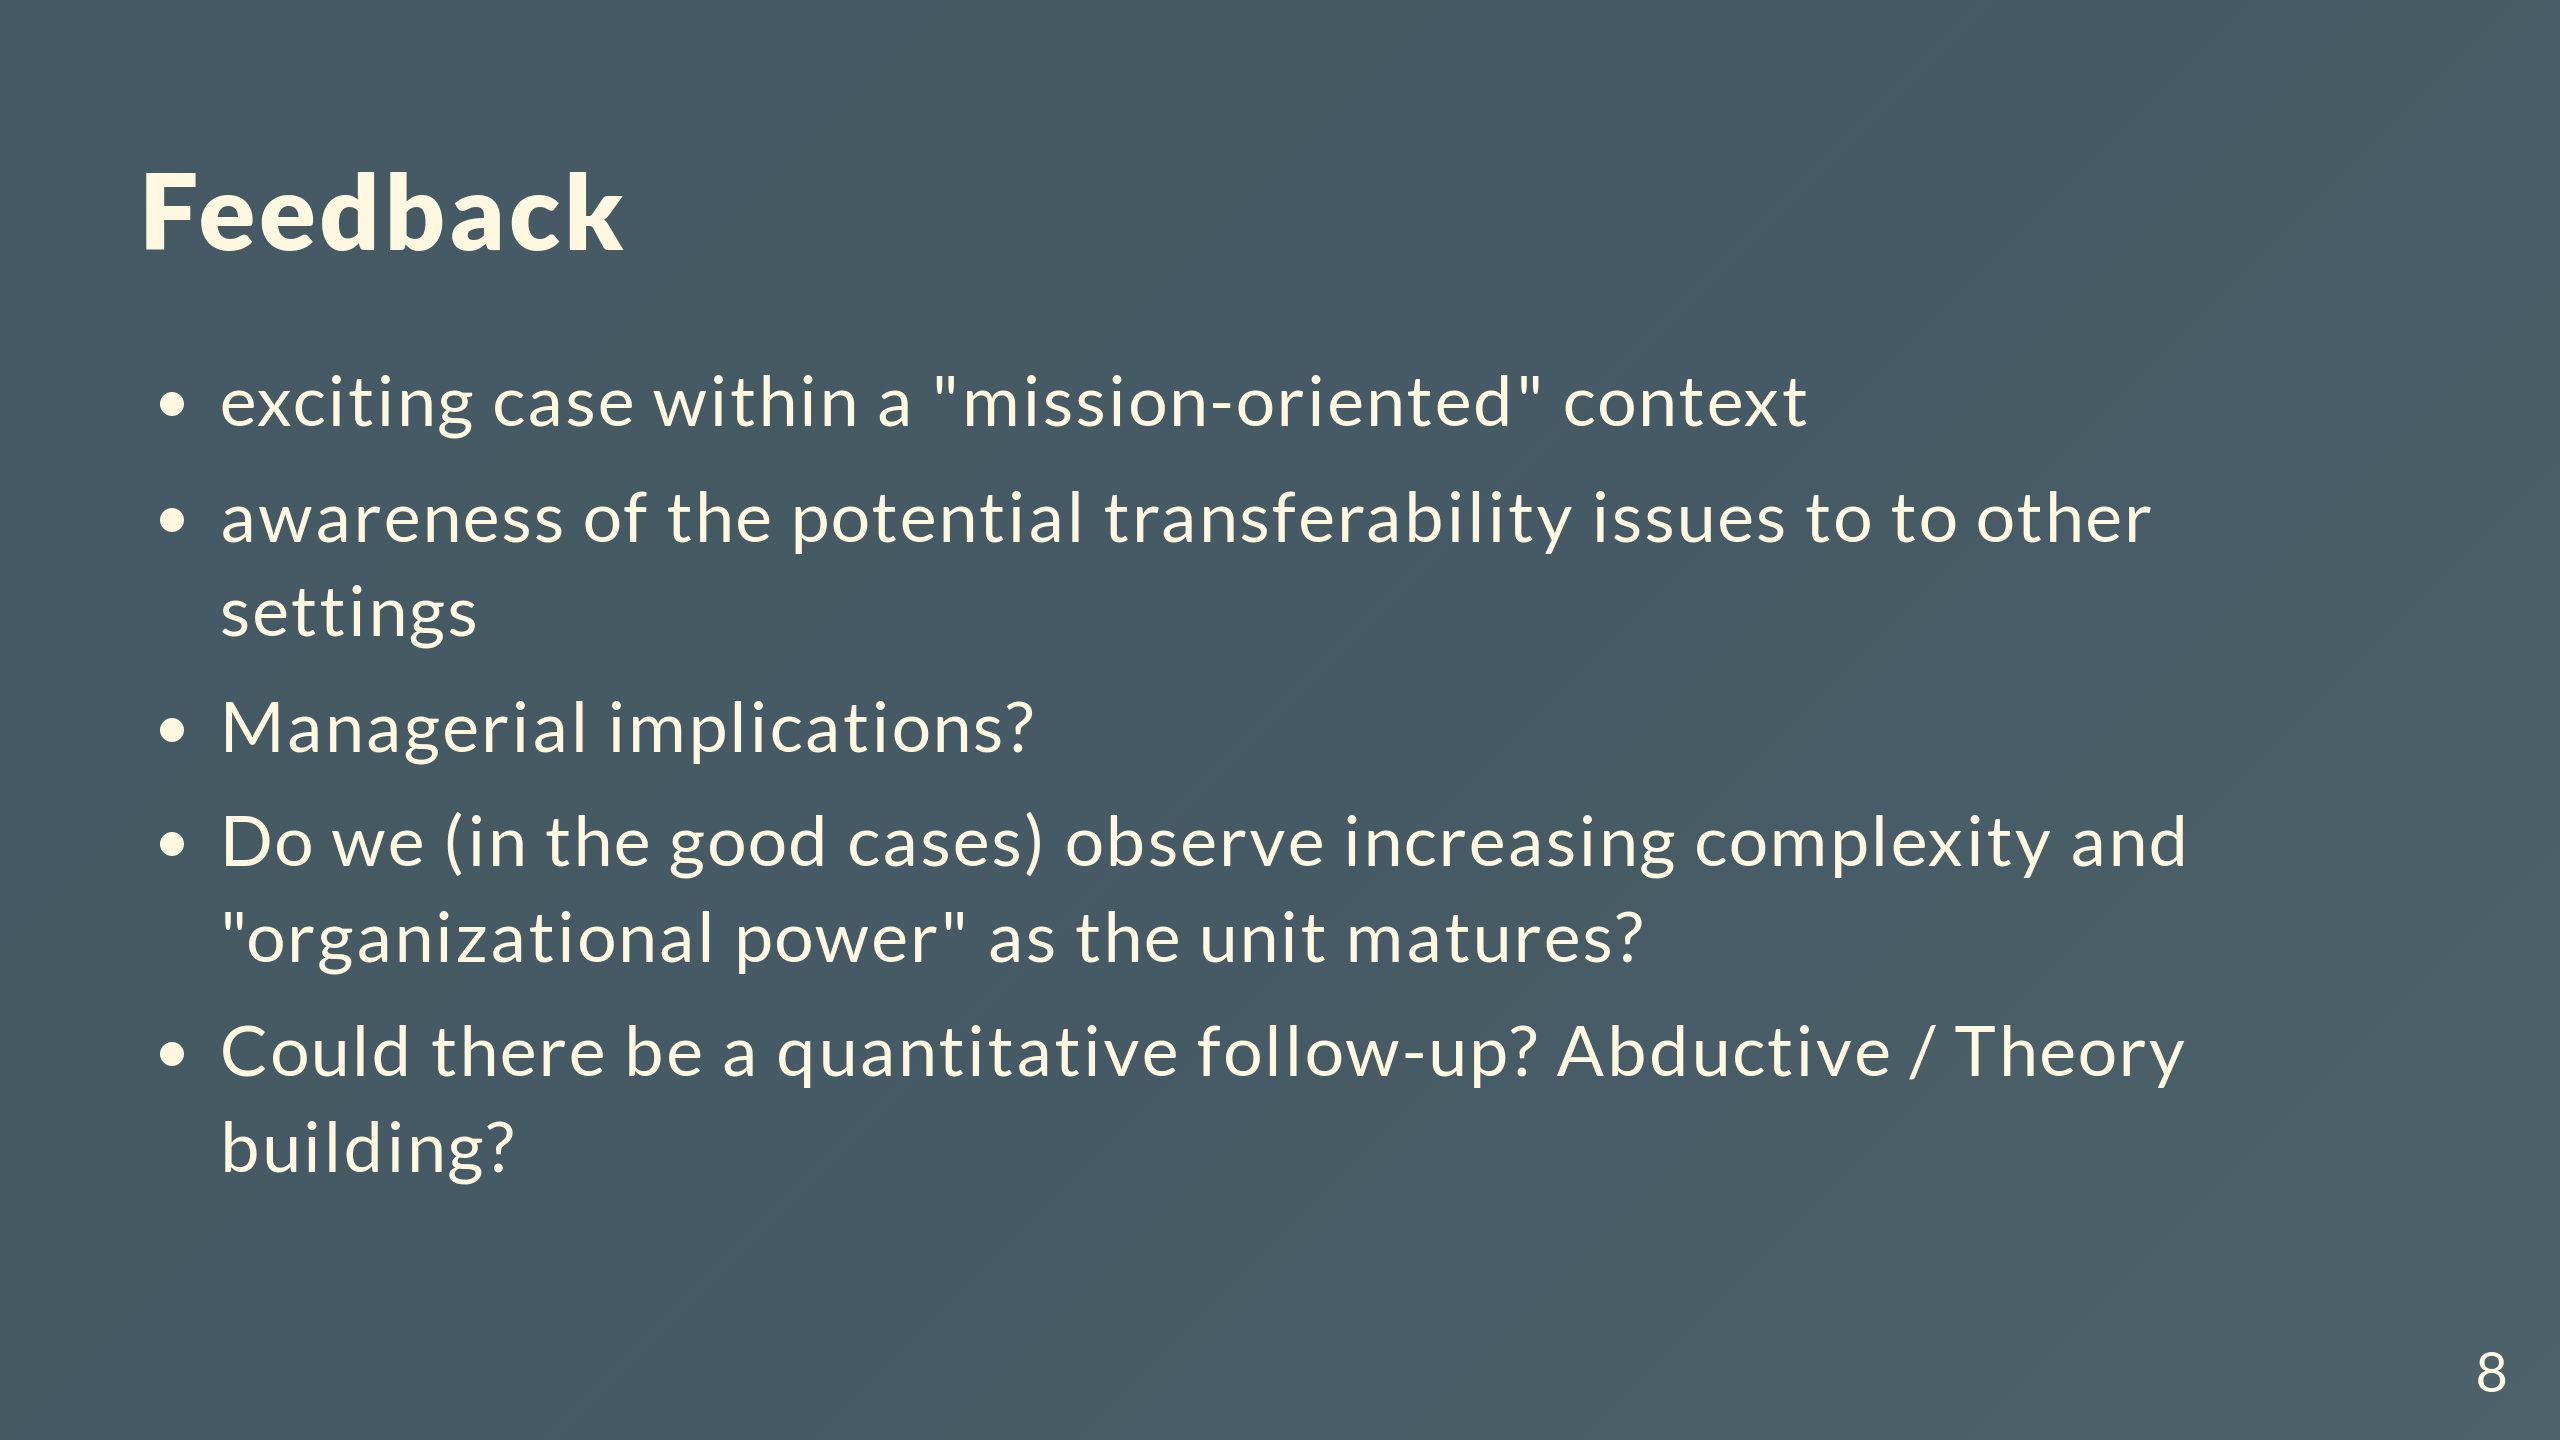 Feedback
• exciting case within a "mission-oriented" context
• awareness of the potential transferability issues to to other
settings
• Managerial implications?
• Do we (in the good cases) observe increasing complexity and
"organizational power" as the unit matures?
• Could there be a quantitative follow-up? Abductive / Theory
building?
8